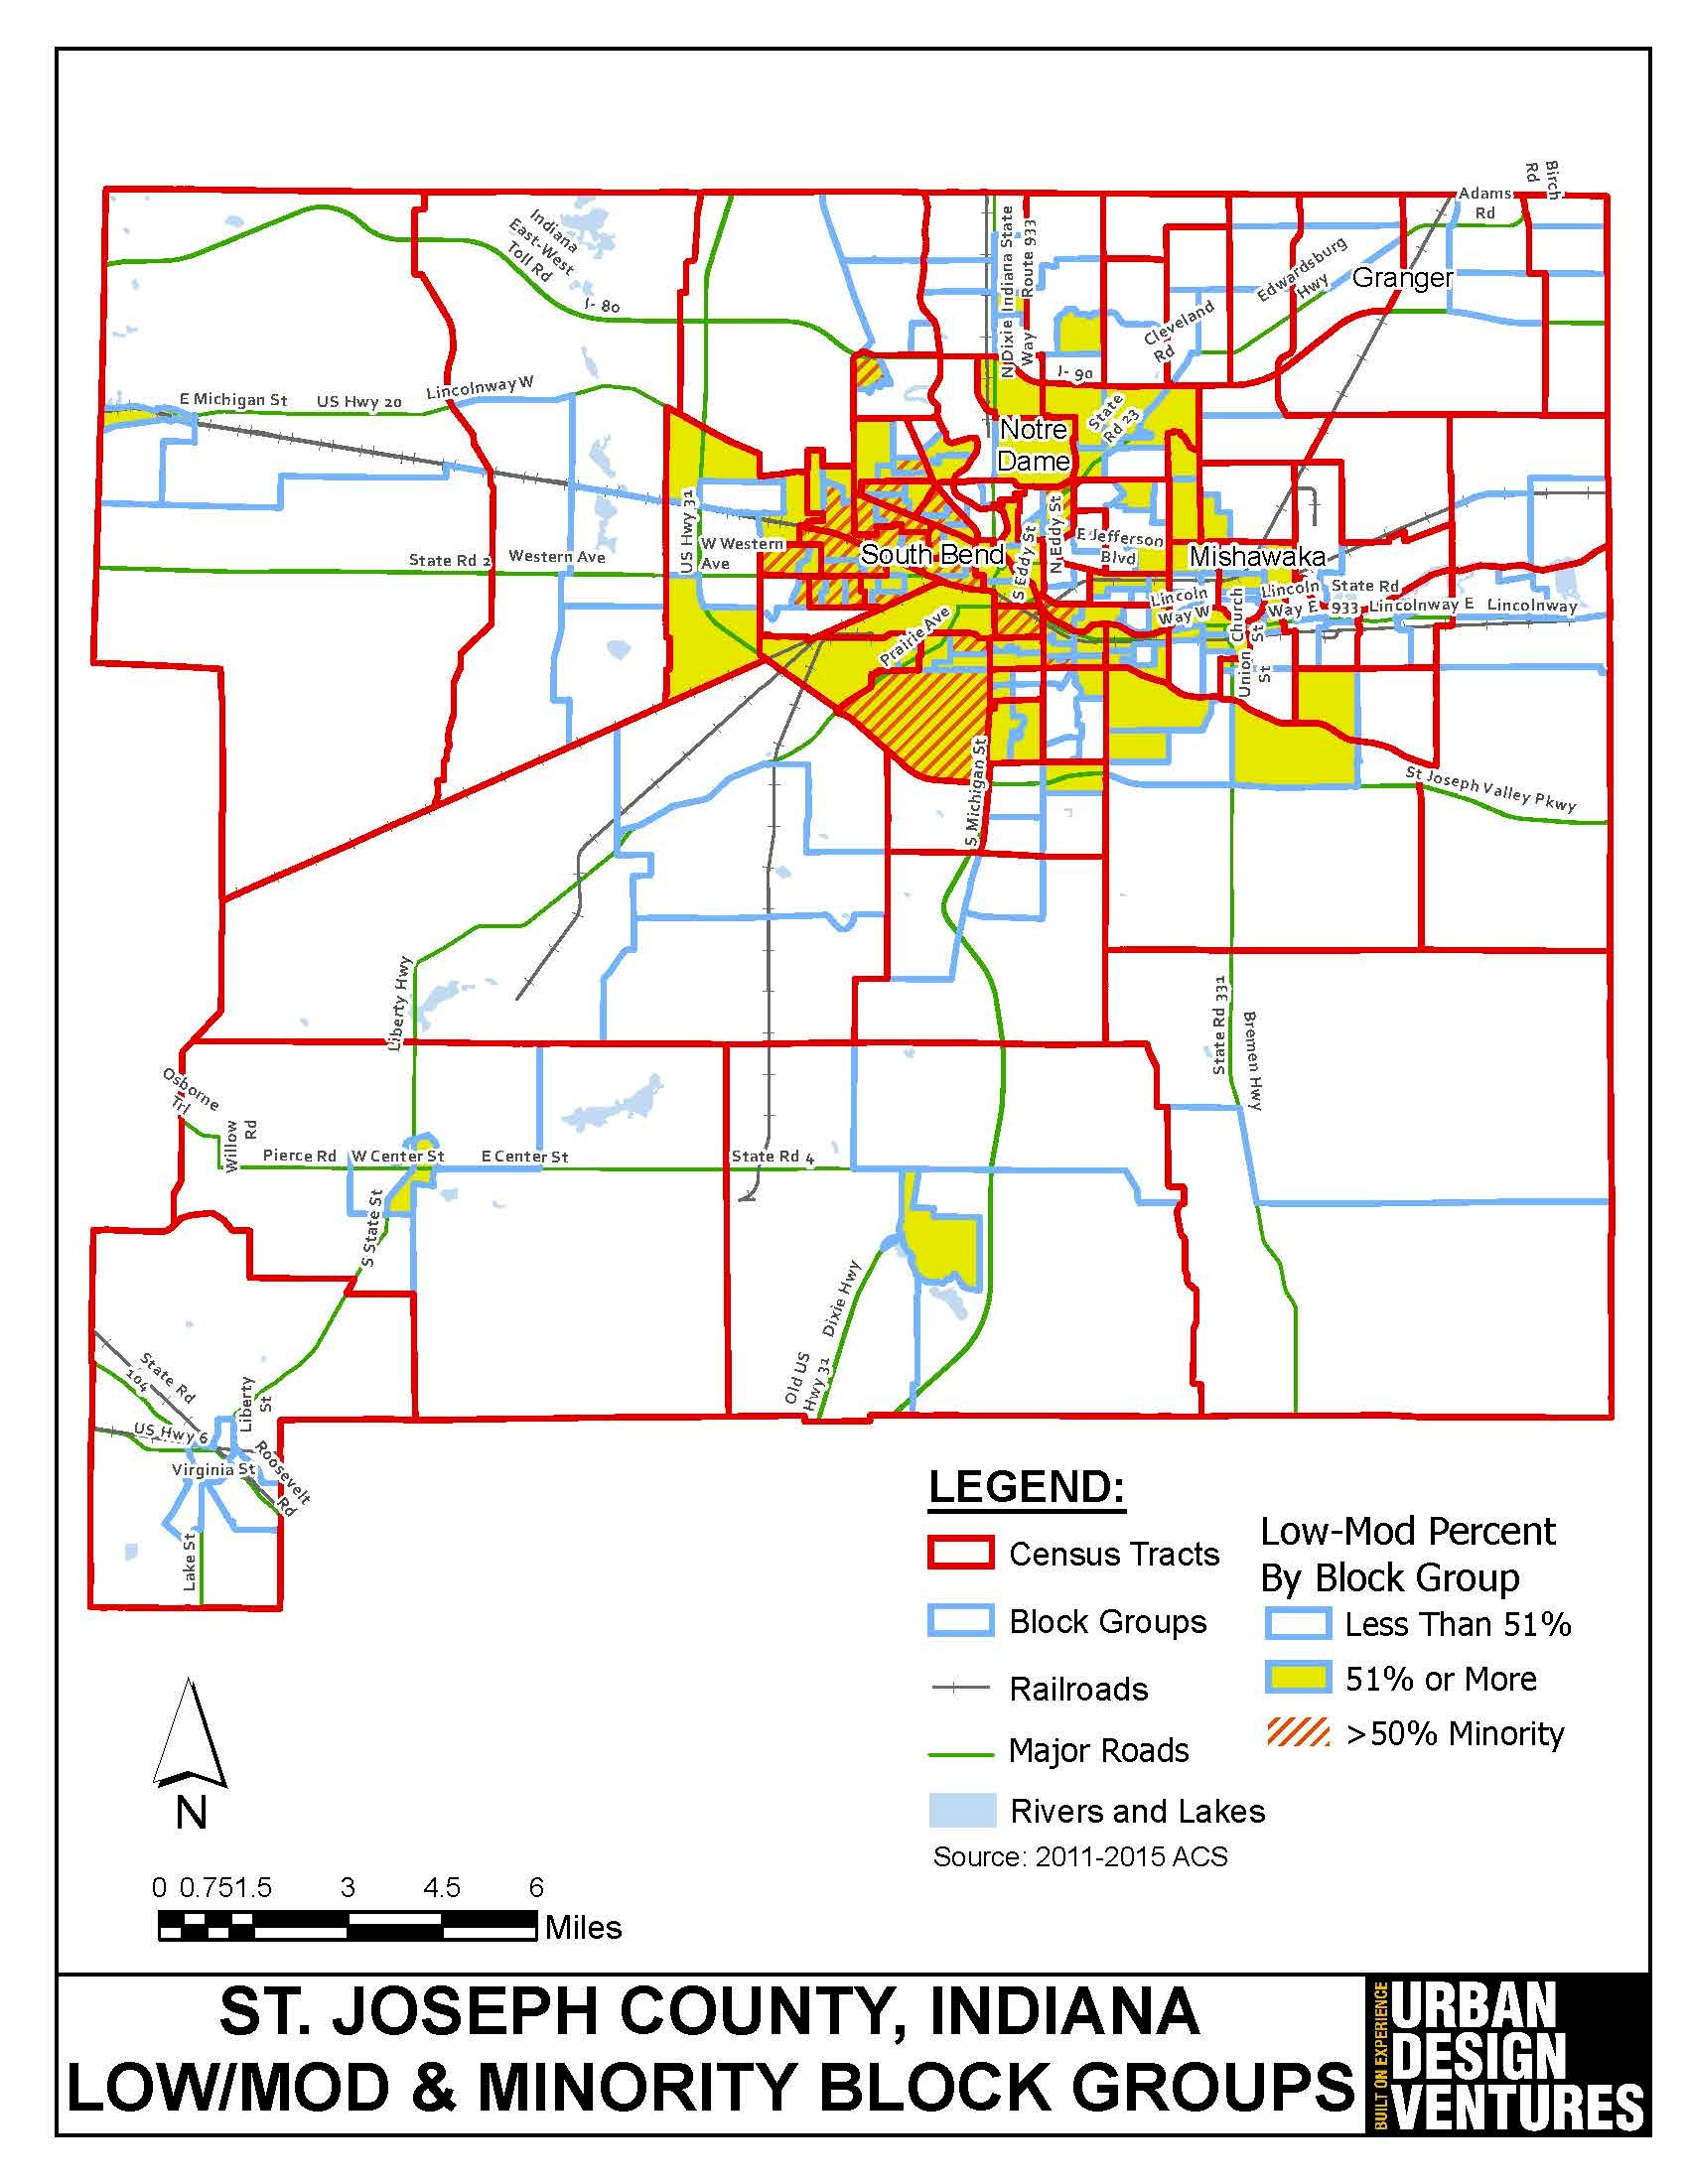 Birch
Rd
Adams
Rd
Indiana
East-West
Toll Rd
I- 80
N Dixie
Way
Indiana State
Route 933
Edwardsburg
Hwy
Granger
Cleveland
Rd
I- 90
E Michigan St
US Hwy 20
Lincolnway W
State
Rd 23
Notre
Dame
US Hwy 31
State Rd 2
Western Ave
W Western
Ave
South Bend
S Eddy St
N Eddy St
E Jefferson
Blvd
Mishawaka
Lincoln
Way W
Church
St
Union
St
Lincoln
Way E
State Rd
933
Lincolnway E
Lincolnway
Prairie Ave
S Michigan St
St Joseph Valley Pkwy
Liberty Hwy
State Rd 331
Bremen Hwy
Osborne
Trl
Willow
Rd
Pierce Rd
W Center St
E Center St
State Rd 4
S State St
Dixie Hwy
Old US
Hwy 31
State Rd
104
Liberty
St
US Hwy 6
Virginia St
Roosevelt
Rd
Lake St
LEGEND:
Census Tracts
Block Groups
Railroads
Major Roads
Rivers and Lakes
Source: 2011-2015 ACS
Low-Mod Percent
By Block Group
Less Than 51%
51% or More
>50% Minority
N
0 0.75 1.5 3 4.5 6
Miles
ST. JOSEPH COUNTY, INDIANA
LOW/MOD & MINORITY BLOCK GROUPS
BUILT ON EXPERIENCE
URBAN
DESIGN
VENTURES